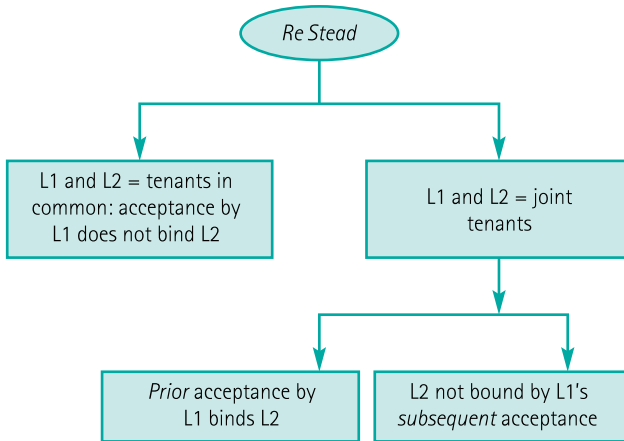 Re Stead
L1 and L2 = tenants in
common: acceptance by
L1 does not bind L2
L1 and L2 = joint
tenants
Prior acceptance by
L1 binds L2
L2 not bound by L1's
subsequent acceptance